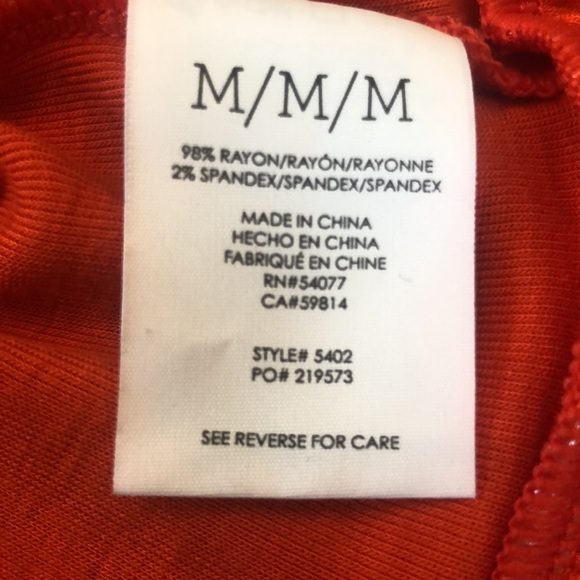 M/M/M
98% RAYON/RAYÓN/RAYONNE
2% SPANDEX/SPANDEX/SPANDEX
MADE IN CHINA
HECHO EN CHINA
FABRIQUÉ EN CHINE
RN#54077
CA#59814
STYLE# 5402
PO# 219573
SEE REVERSE FOR CARE